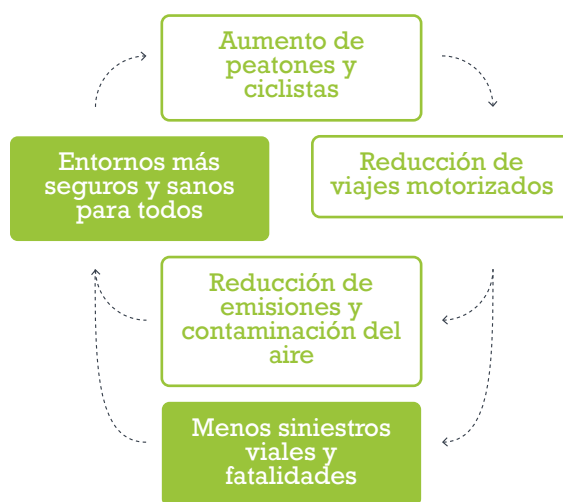 Aumento de
peatones y
ciclistas
Entornos más
seguros y sanos
para todos
Reducción de
viajes motorizados
Reducción de
emisiones y
contaminación del
aire
Menos siniestros
viales y
fatalidades